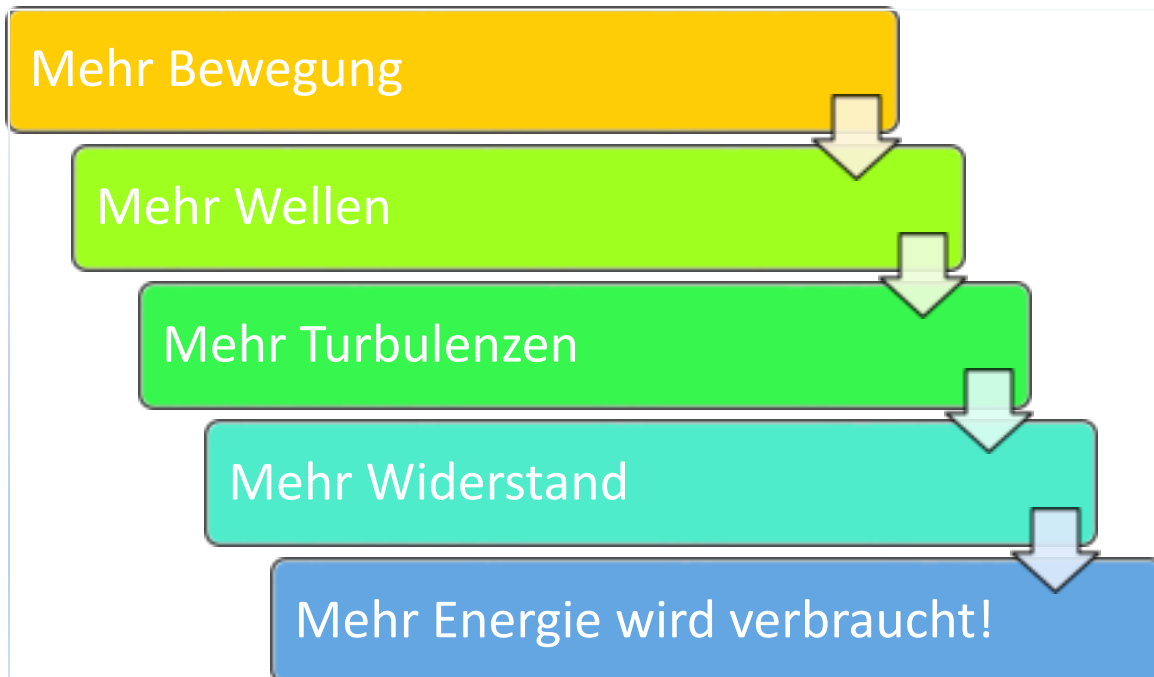 Mehr Bewegung
Mehr Wellen
Mehr Turbulenzen
Mehr Widerstand
Mehr Energie wird verbraucht!